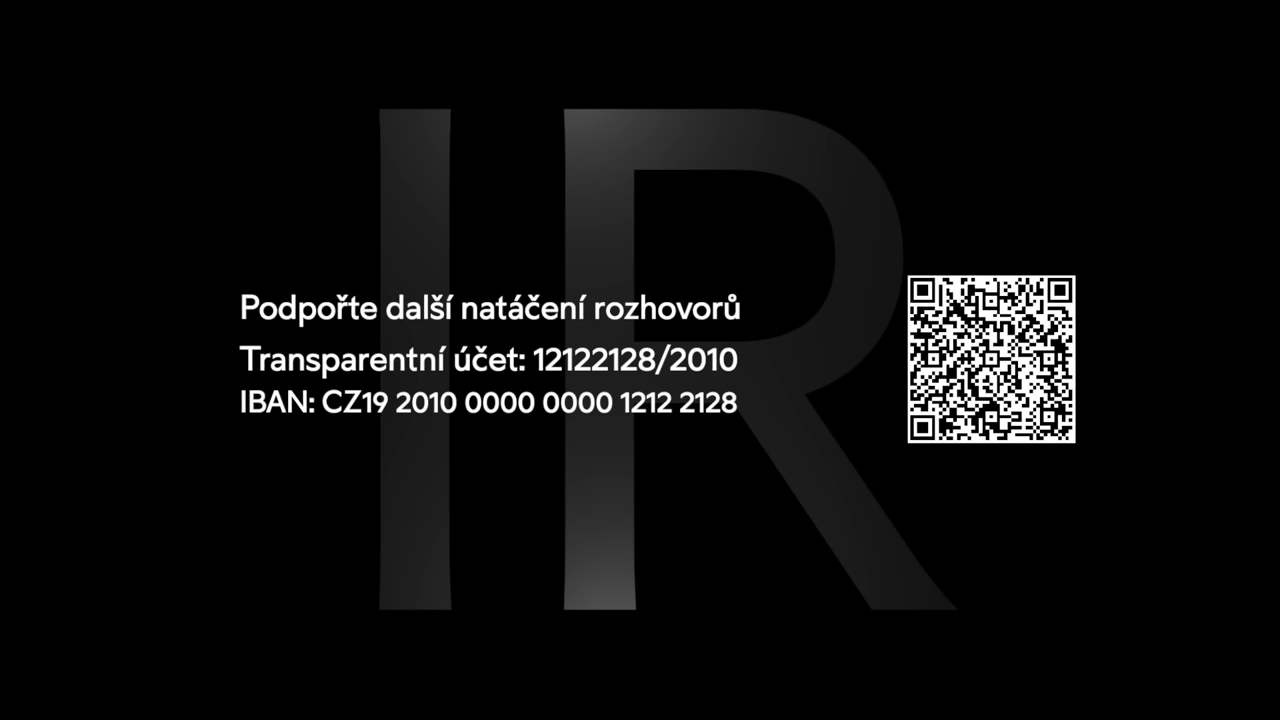 IR
Podpořte další natáčení rozhovorů
Transparentní účet: 12122128/2010
IBAN: CZ19 2010 0000 0000 1212 2128